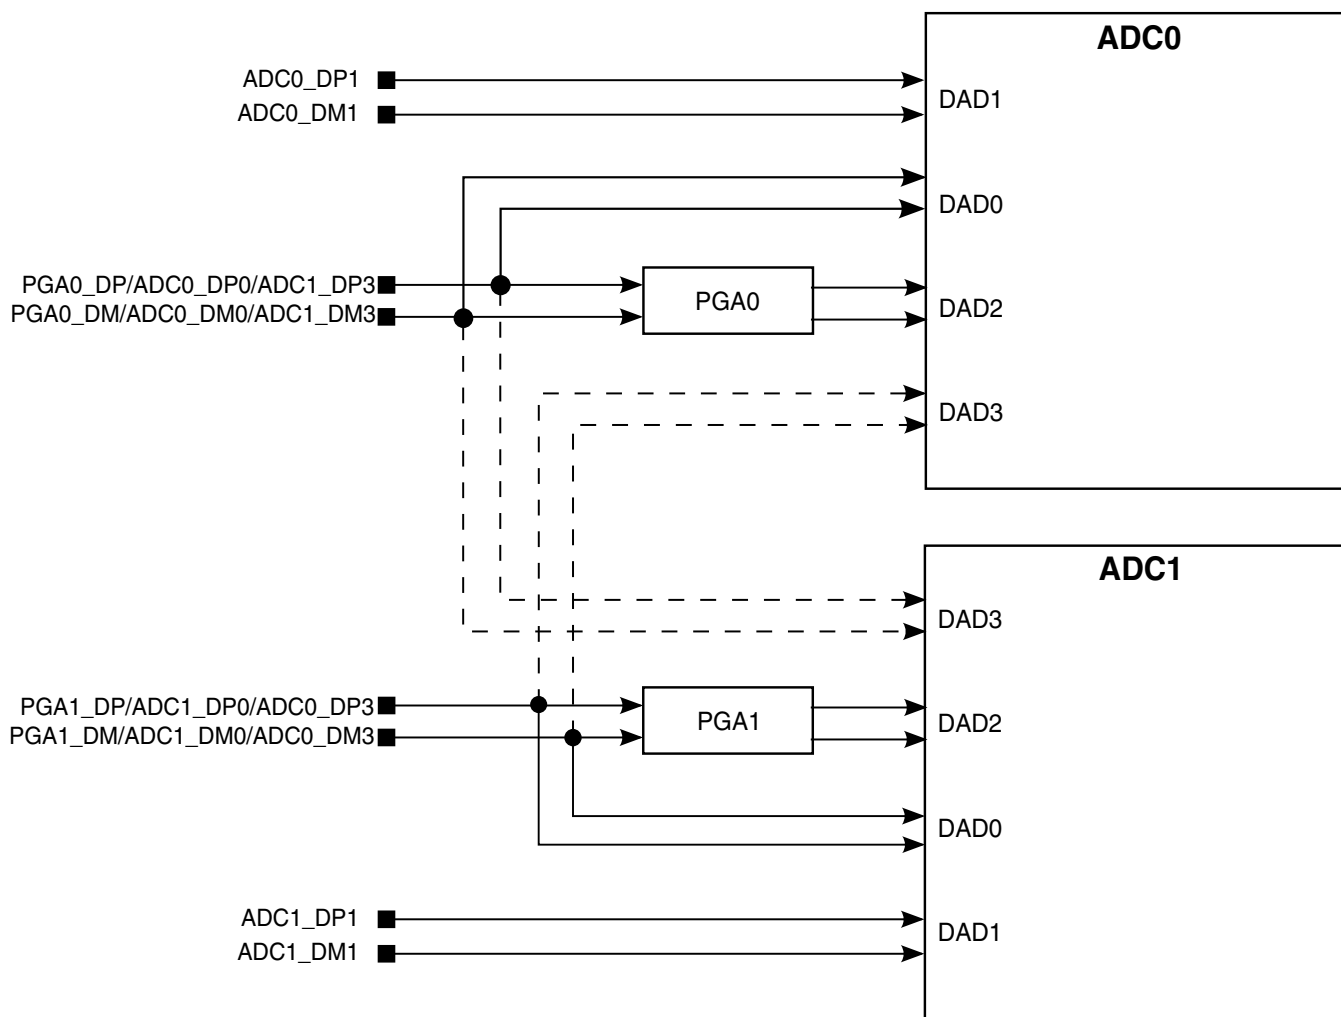 ADC0
ADC0_DP1
DAD1
ADC0_DM1
DAD0
PGA0_DP/ADC0_DP0/ADC1_DP3
PGA0_DM/ADC0_DM0/ADC1_DM3
PGA0
DAD2
DAD3
ADC1
DAD3
PGA1_DP/ADC1_DP0/ADC0_DP3
PGA1_DM/ADC1_DM0/ADC0_DM3
PGA1
DAD2
DAD0
ADC1_DP1
DAD1
ADC1_DM1